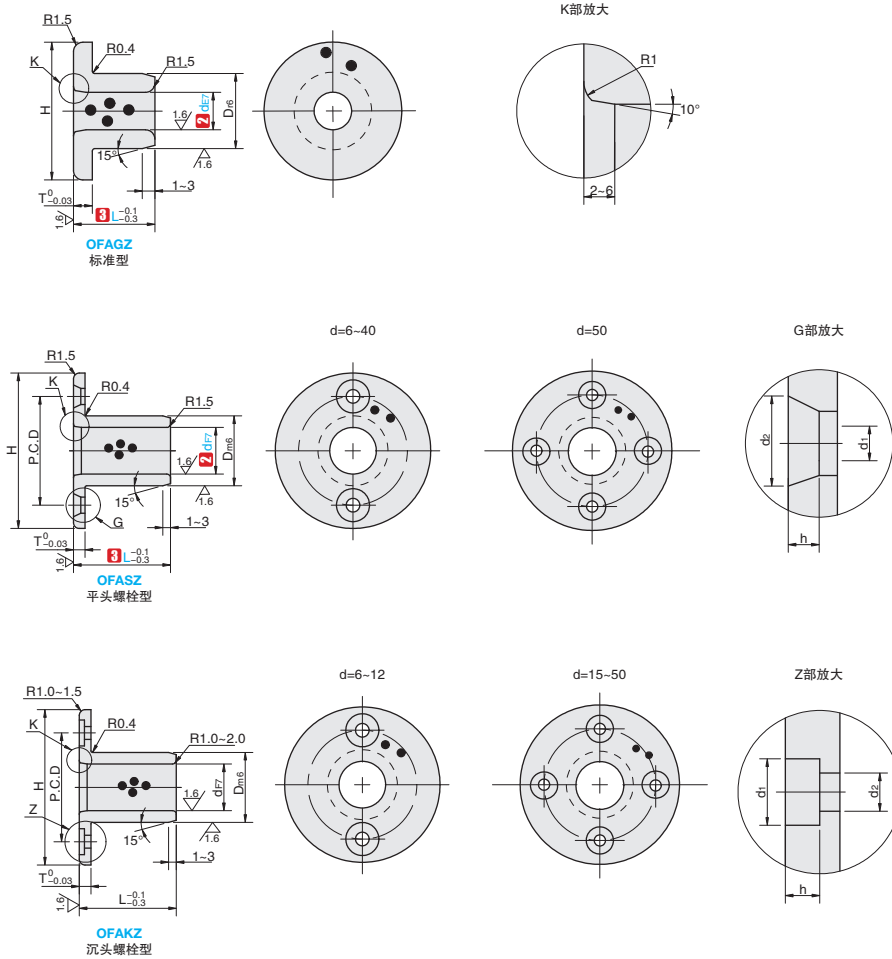 K部放大
R1.5
R0.4
K
R1.5
H
1.6
2 dE7
Dr6
15°
1.6
1~3
T 0 -0.03
1.6
3 L -0.1 -0.3
OFAGZ
标准型
R1
10°
2~6
d=6~40
d=50
G部放大
R1.5
K
R0.4
R1.5
H
P.C.D
1.6
2 dF7
Dm6
15°
1.6
G
1~3
T 0 -0.03
1.6
3 L -0.1 -0.3
OFASZ
平头螺栓型
d2
d1
h
d=6~12
d=15~50
Z部放大
R1.0~1.5
K
R0.4
R1.0~2.0
H
P.C.D
Z
1.6
dF7
Dm6
15°
1.6
1~3
T 0 -0.03
1.6
L -0.1 -0.3
OFAKZ
沉头螺栓型
d1
d2
h